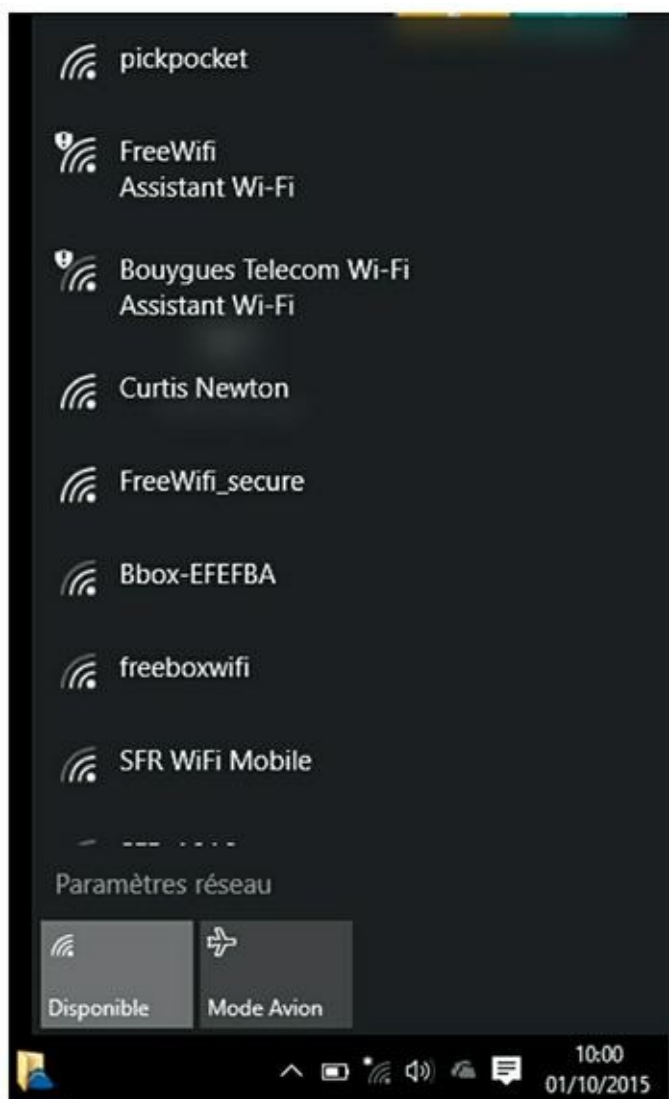 pickpocket
FreeWifi
Assistant Wi-Fi
Bouygues Telecom Wi-Fi
Assistant Wi-Fi
Curtis Newton
FreeWifi_secure
Bbox-EFEFBA
freeboxwifi
SFR WiFi Mobile
Paramètres réseau
Disponible
Mode Avion
10:00
01/10/2015